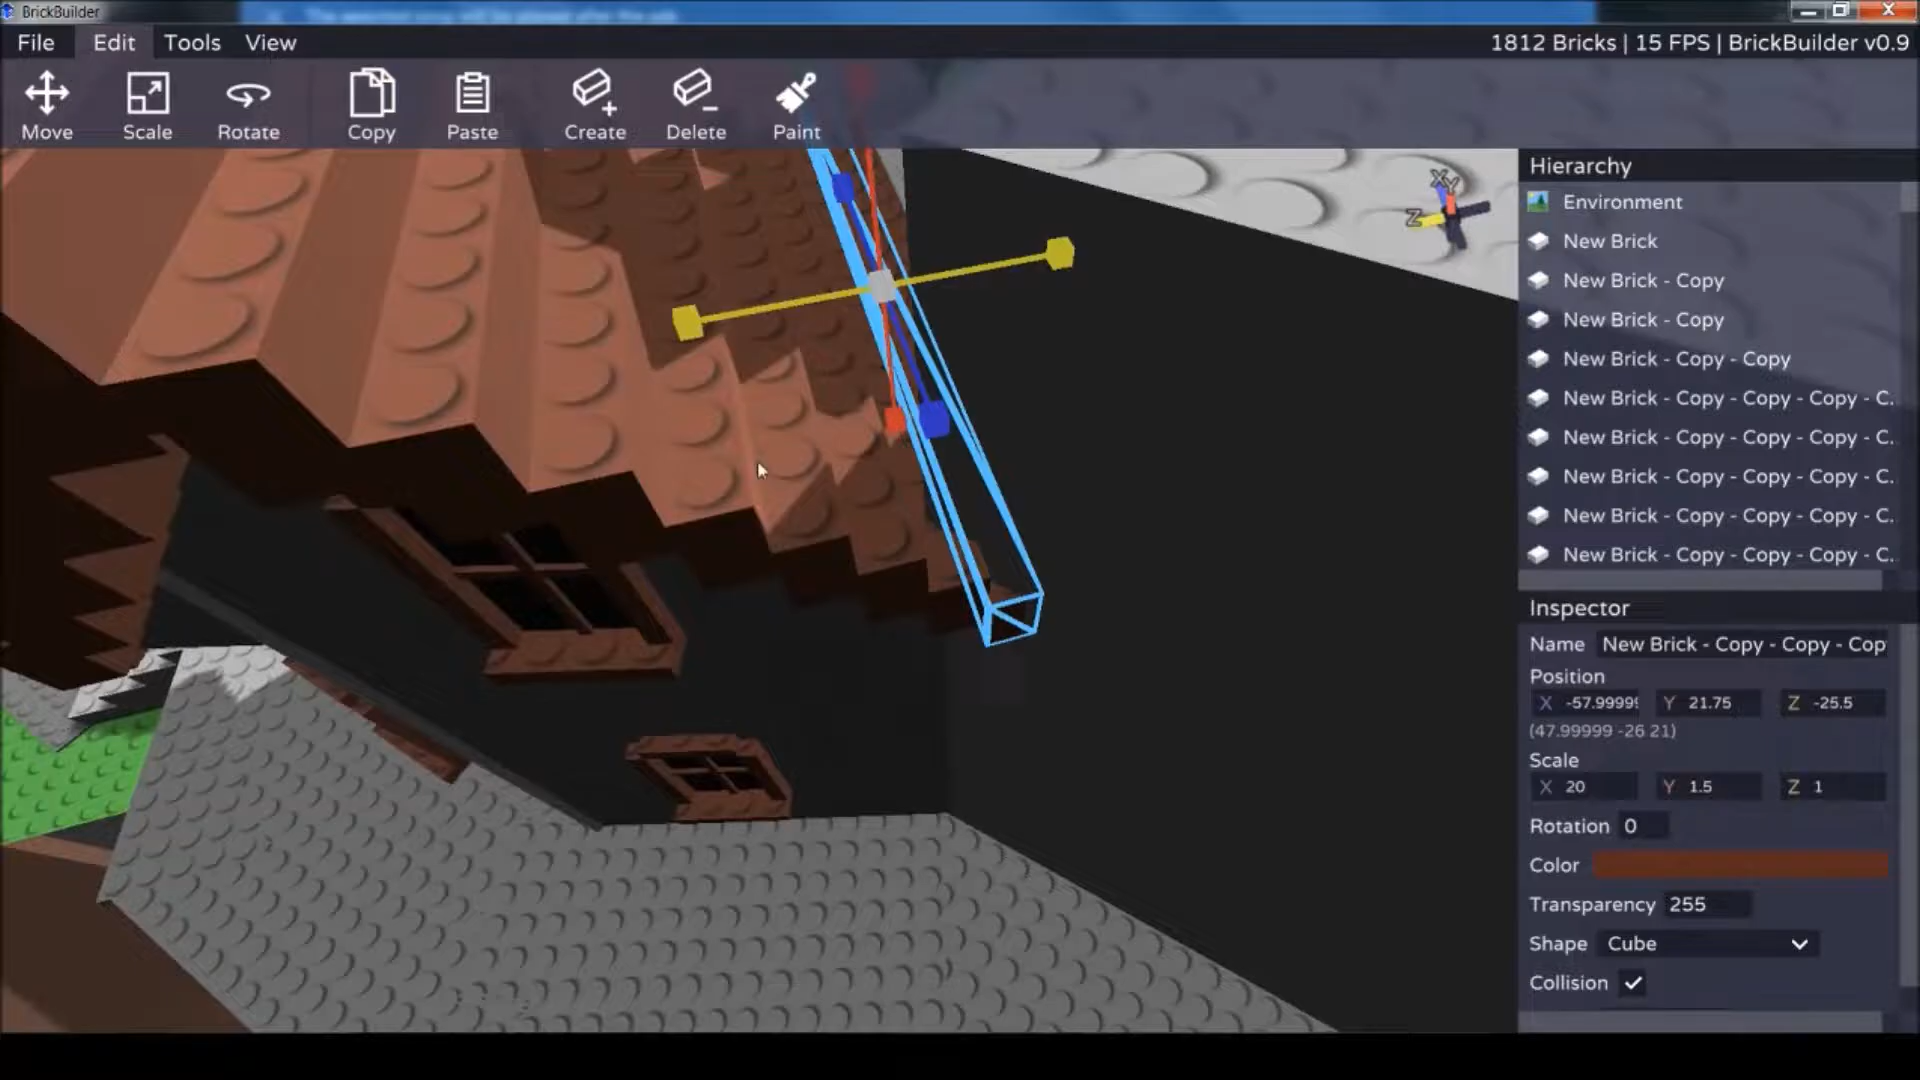 BrickBuilder
File Edit Tools View
1812 Bricks | 15 FPS | BrickBuilder v0.9
Move Scale Rotate Copy Paste Create Delete Paint
X Y
Z
Hierarchy
Environment
New Brick
New Brick - Copy
New Brick - Copy
New Brick - Copy - Copy
New Brick - Copy - Copy - Copy - C.
New Brick - Copy - Copy - Copy - C.
New Brick - Copy - Copy - Copy - C.
New Brick - Copy - Copy - Copy - C.
New Brick - Copy - Copy - Copy - C.
Inspector
Name New Brick - Copy - Copy - Cop
Position
X -57.9999 Y 21.75 Z -25.5
(47.99999 -26 21)
Scale
X 20 Y 1.5 Z 1
Rotation 0
Color
Transparency 255
Shape Cube
Collision